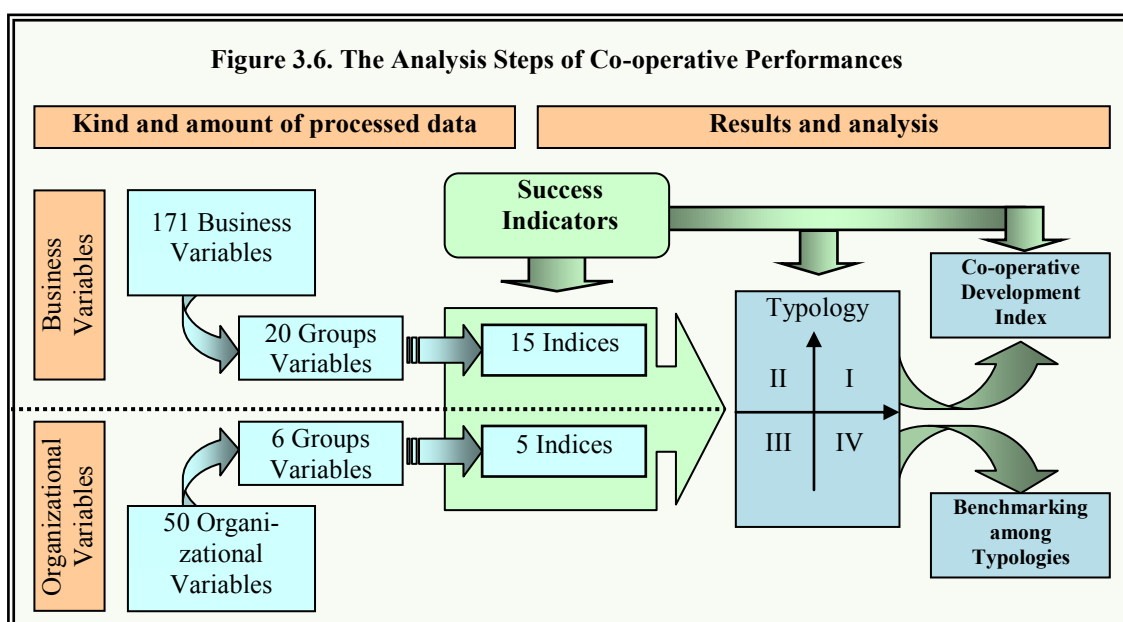 Figure 3.6. The Analysis Steps of Co-operative Performances
Kind and amount of processed data
Results and analysis
Business
Variables
171 Business
Variables
20 Groups
Variables
Success
Indicators
15 Indices
Typology
II
I
III
IV
Co-operative
Development
Index
Organizational
Variables
6 Groups
Variables
50 Organi-
zational
Variables
5 Indices
Benchmarking
among
Typologies